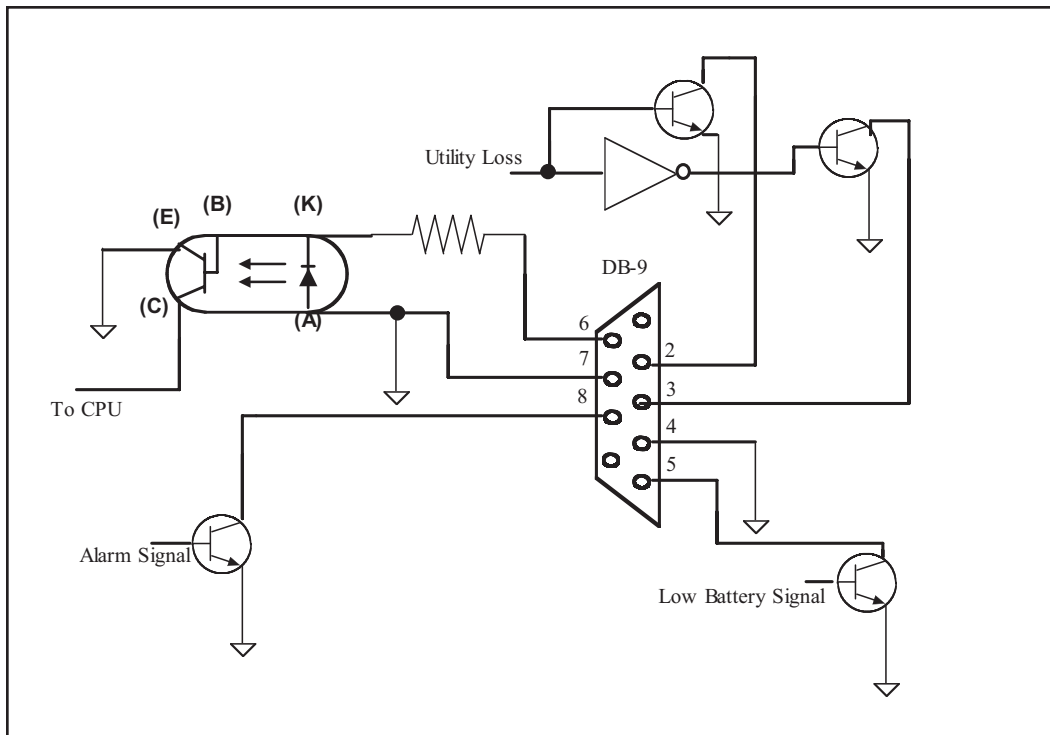 Utility Loss
(E)
(B)
(K)
(C)
(A)
To CPU
DB-9
6
7
8
2
3
4
5
Alarm Signal
Low Battery Signal